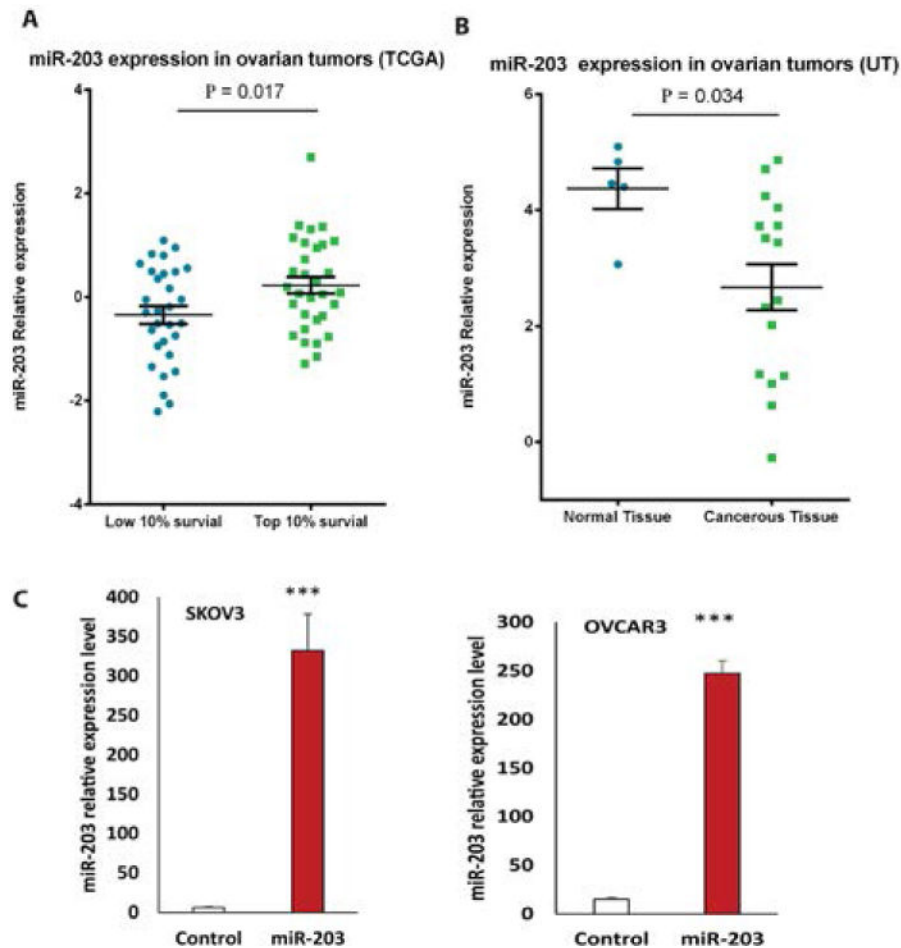 A
miR-203 expression in ovarian tumors (TCGA)
P = 0.017
miR-203 Relative expression
4
2
0
-2
-4
Low 10% survial
Top 10% survial
B
miR-203 expression in ovarian tumors (UT)
P = 0.034
miR-203 Relative expression
6
4
2
0
Normal Tissue
Cancerous Tissue
C
SKOV3
***
miR-203 relative expression level
400
350
300
250
200
150
100
50
0
Control
miR-203
OVCAR3
***
miR-203 relative expression level
300
250
200
150
100
50
0
Control
miR-203